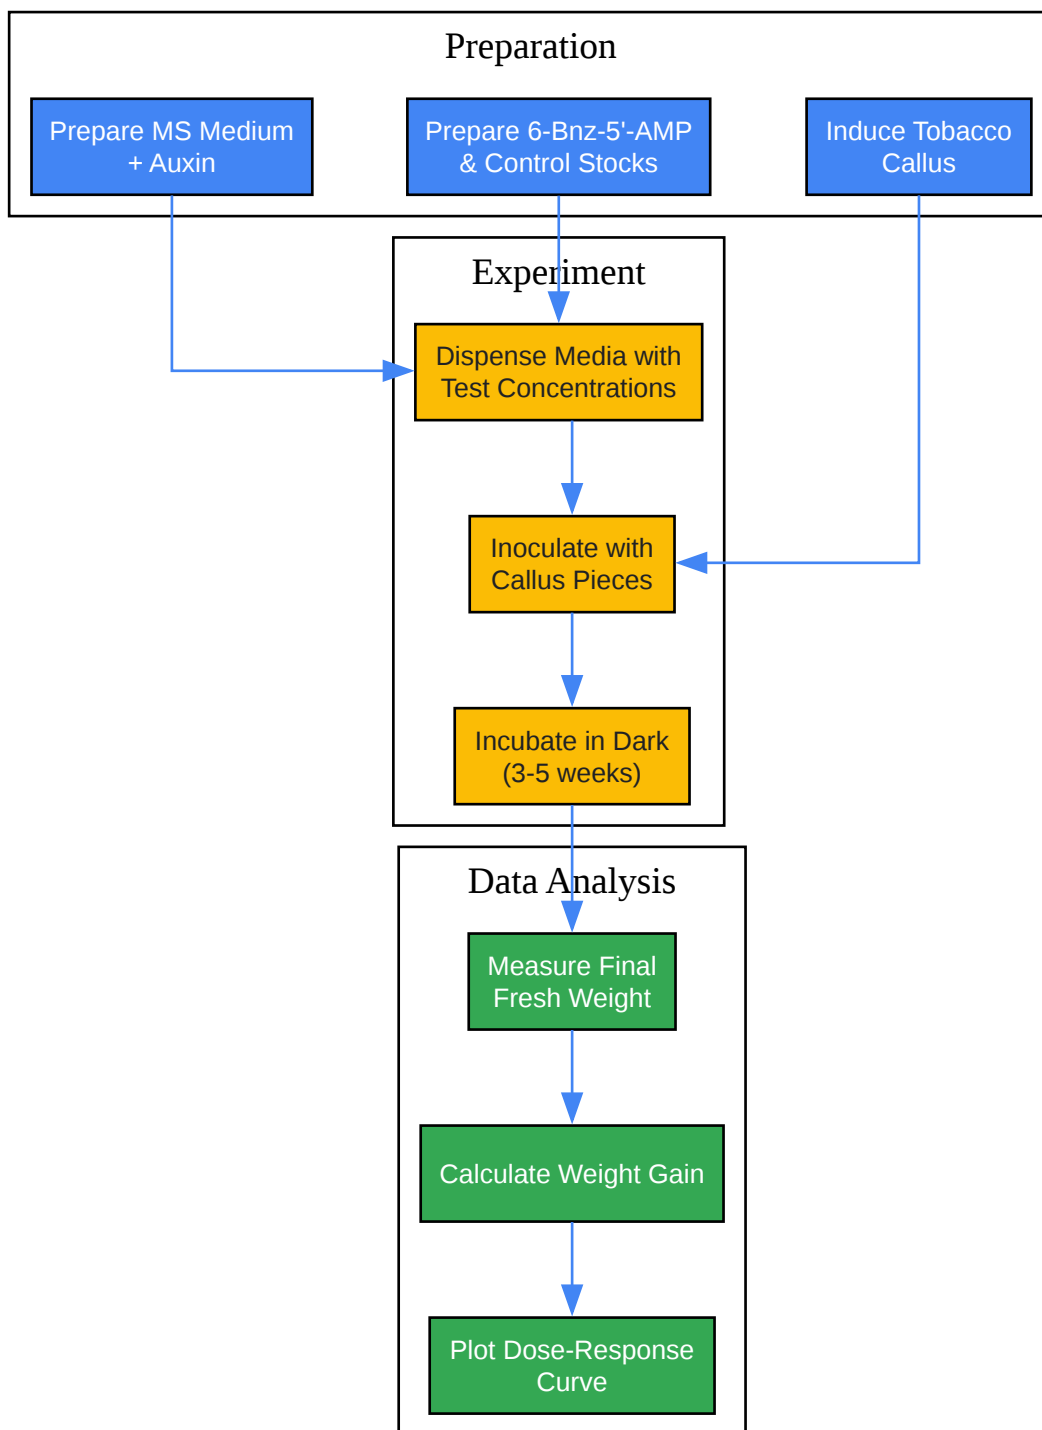 Preparation
Prepare MS Medium
+ Auxin
Prepare 6-Bnz-5'-AMP
& Control Stocks
Induce Tobacco
Callus
Experiment
Dispense Media with
Test Concentrations
Inoculate with
Callus Pieces
Incubate in Dark
(3-5 weeks)
Data Analysis
Measure Final
Fresh Weight
Calculate Weight Gain
Plot Dose-Response
Curve